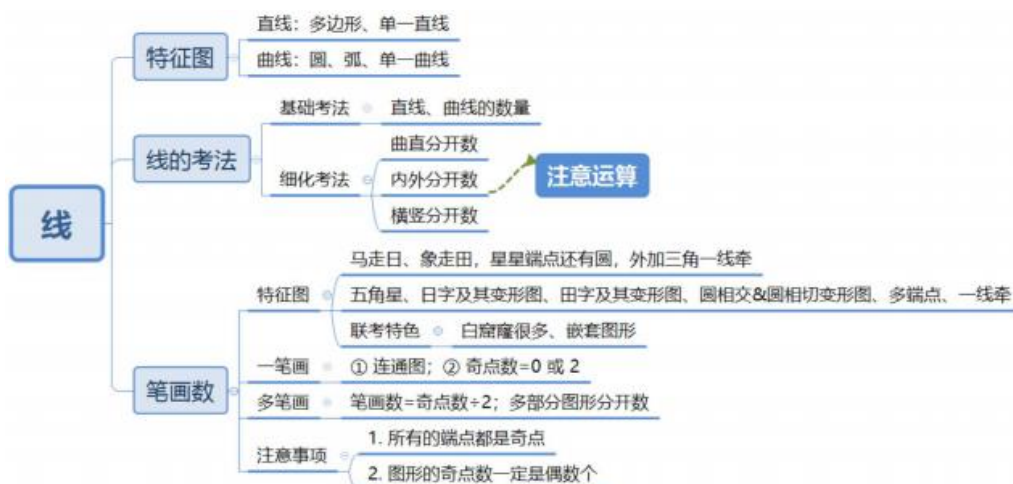 线
特征图
直线：多边形、单一直线
曲线：圆、弧、单一曲线
线的考法
基础考法
直线、曲线的数量
细化考法
曲直分开数
内外分开数
横竖分开数
注意运算
笔画数
特征图
马走日、象走田，星星端点还有圆，外加三角一线牵
五角星、日字及其变形图、田字及其变形图、圆相交&圆相切变形图、多端点、一线牵
联考特色
白窟窿很多、嵌套图形
一笔画
① 连通图；② 奇点数=0 或 2
多笔画
笔画数=奇点数÷2；多部分图形分开数
注意事项
1. 所有的端点都是奇点
2. 图形的奇点数一定是偶数个